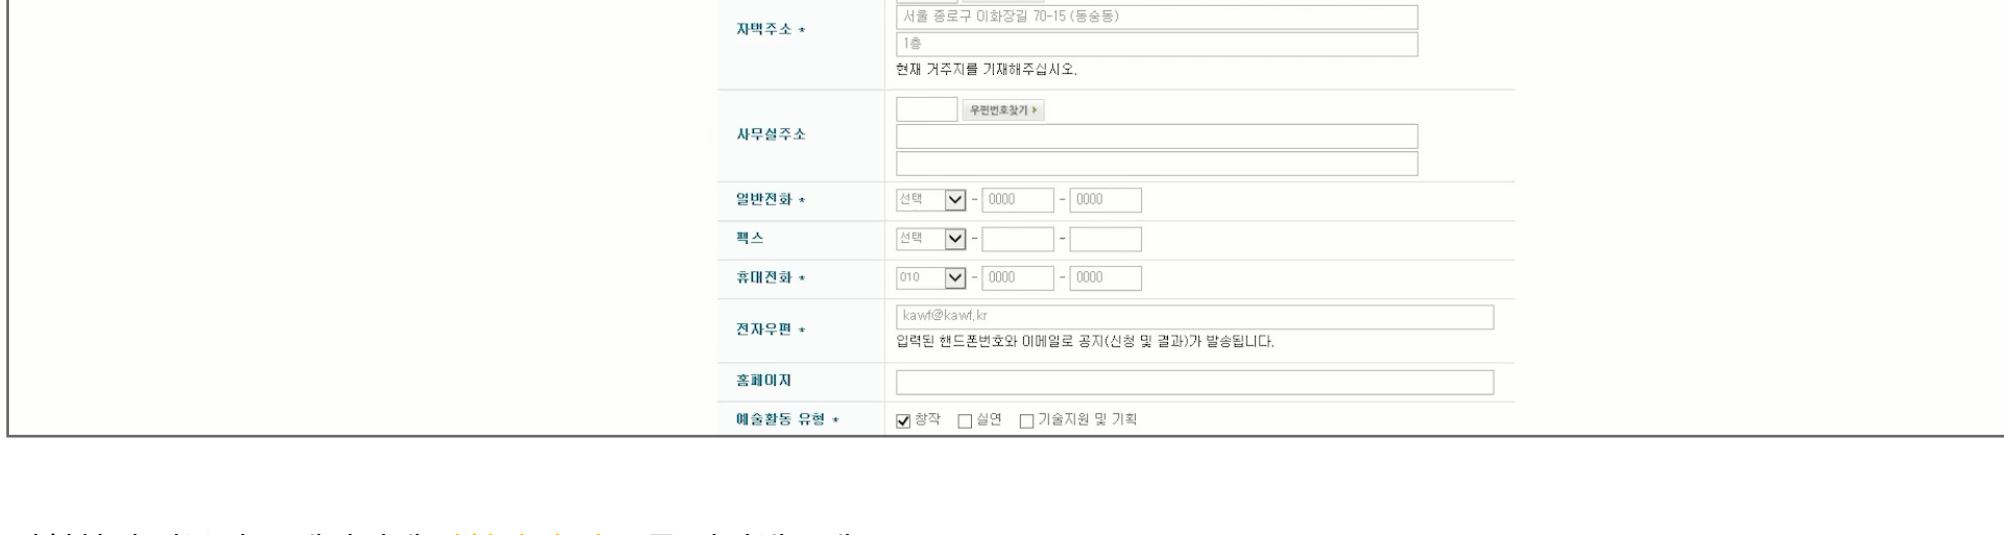 서울 종로구 이화장길 70-15 (동숭동)
자택주소 *
1층
현재 거주지를 기재해주십시오.
우편번호찾기
사무실주소
일반전화 * 선택 - 0000 - 0000
팩스 선택 - -
휴대전화 * 010 - 0000 - 0000
kawf@kawf.kr
전자우편 *
입력된 핸드폰번호와 이메일로 공지(신청 및 결과)가 발송됩니다.
홈페이지
예술활동 유형 * 창작 실연 기술지원 및 기획